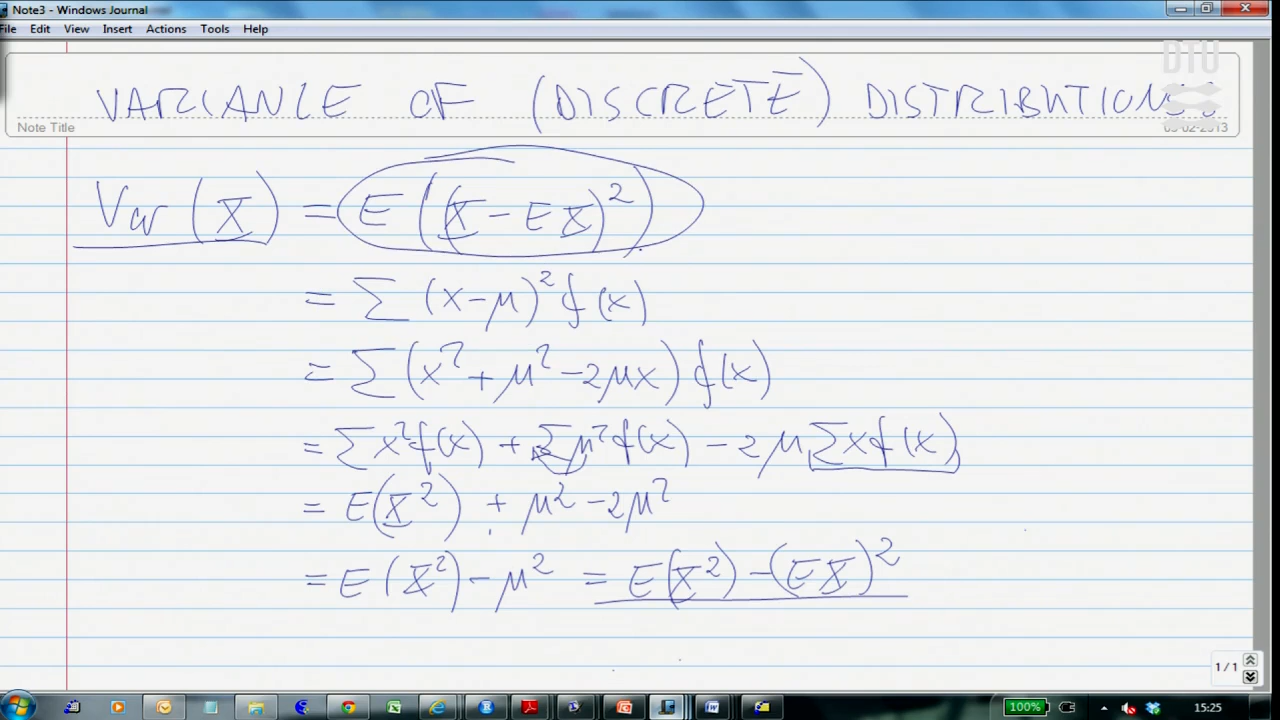 Note3 - Windows Journal
File Edit View Insert Actions Tools Help
DTU
VARIANCE OF (DISCRETE) DISTRIBUTIONS
Note Title
Var(X) = E((X - EX)²)
= Σ (x-μ)² f(x)
= Σ (x² + μ² - 2μx) f(x)
= Σ x² f(x) + Σ μ² f(x) - 2μ Σ x f(x)
= E(X²) + μ² - 2μ²
= E(X²) - μ² = E(X²) - (EX)²
1 / 1
100%
15:25